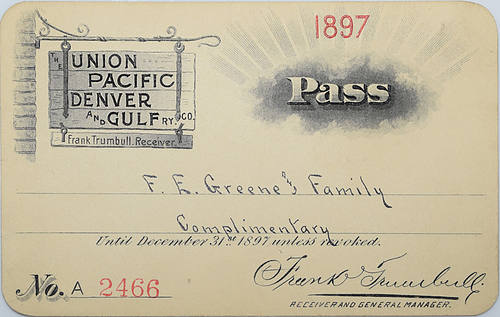 1897
THE UNION
PACIFIC
DENVER
AND GULF RY. CO.
Frank Trumbull. Receiver.
Pass
F. E. Greene & Family
Complimentary
Until December 31st 1897 unless revoked.
No. A 2466
Frank Trumbull.
RECEIVER AND GENERAL MANAGER.